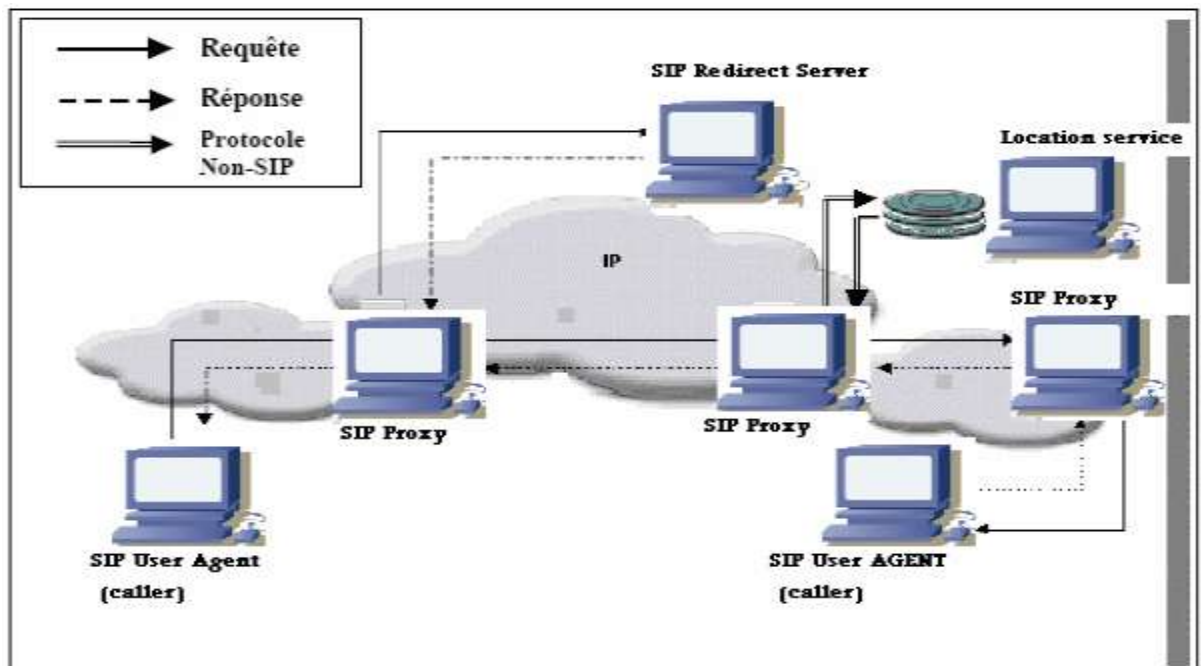 Requête
Réponse
Protocole
Non-SIP
SIP Redirect Server
Location service
IP
SIP Proxy
SIP Proxy
SIP Proxy
SIP User Agent
(caller)
SIP User AGENT
(caller)